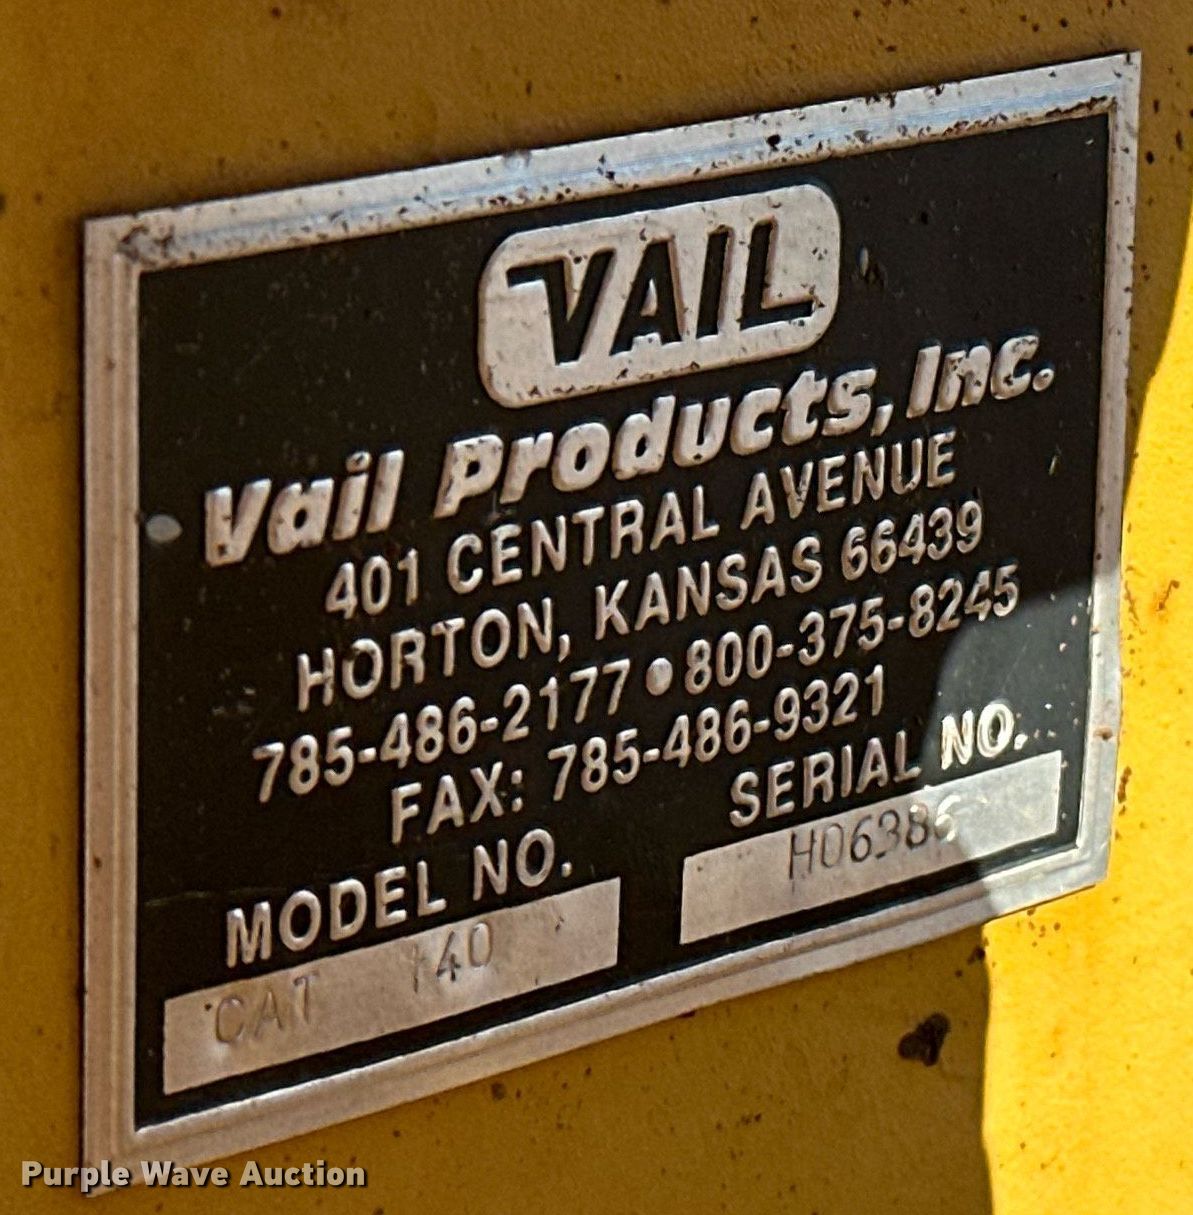 VAIL
Vail Products, Inc.
401 CENTRAL AVENUE
HORTON, KANSAS 66439
785-486-2177 • 800-375-8245
FAX: 785-486-9321
MODEL NO. SERIAL NO.
CAT 140 H06386
Purple Wave Auction